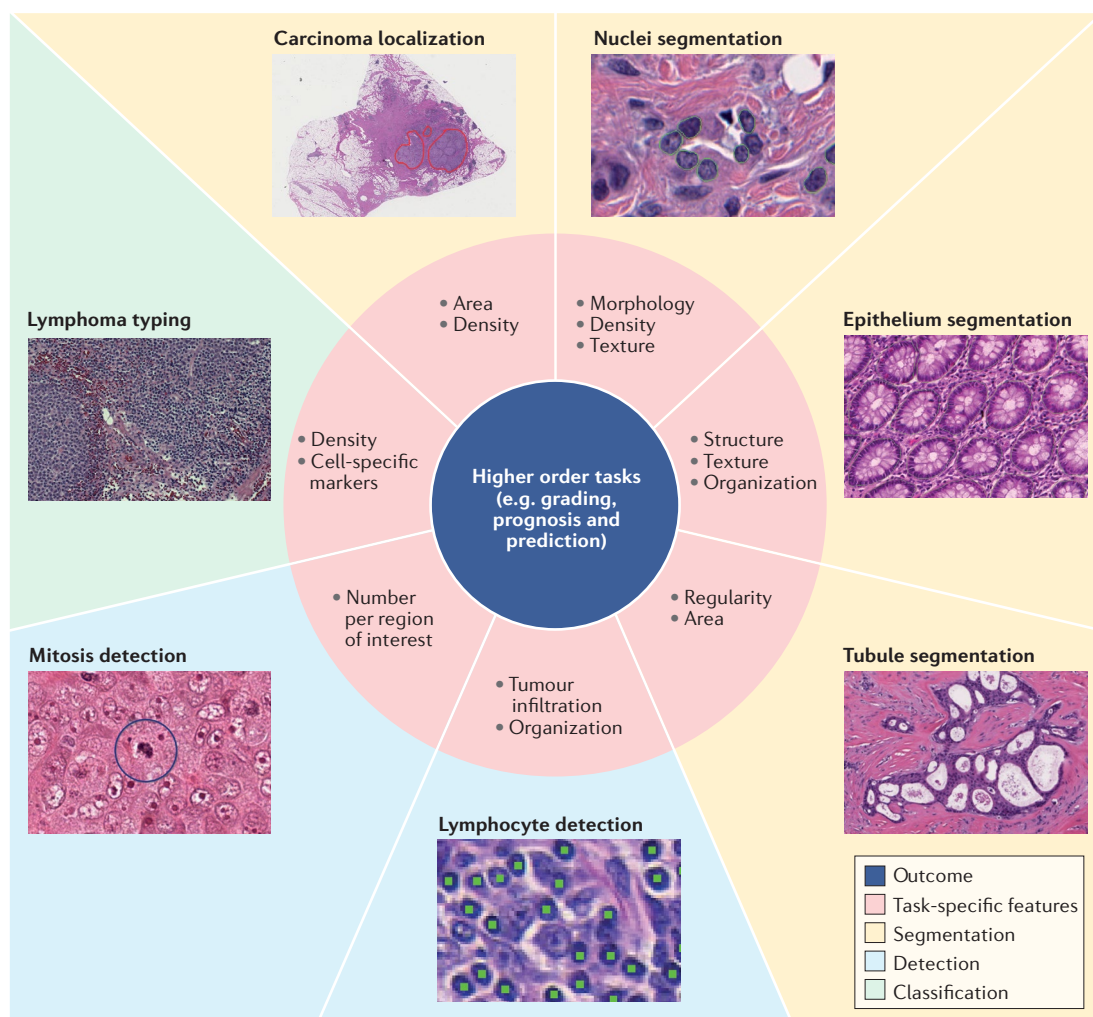 Carcinoma localization
Nuclei segmentation
• Area
• Density
• Morphology
• Density
• Texture
Lymphoma typing
Epithelium segmentation
• Density
• Cell-specific
markers
Higher order tasks
(e.g. grading,
prognosis and
prediction)
• Structure
• Texture
• Organization
• Number
per region
of interest
• Regularity
• Area
Mitosis detection
Tubule segmentation
• Tumour
infiltration
• Organization
Lymphocyte detection
Outcome
Task-specific features
Segmentation
Detection
Classification